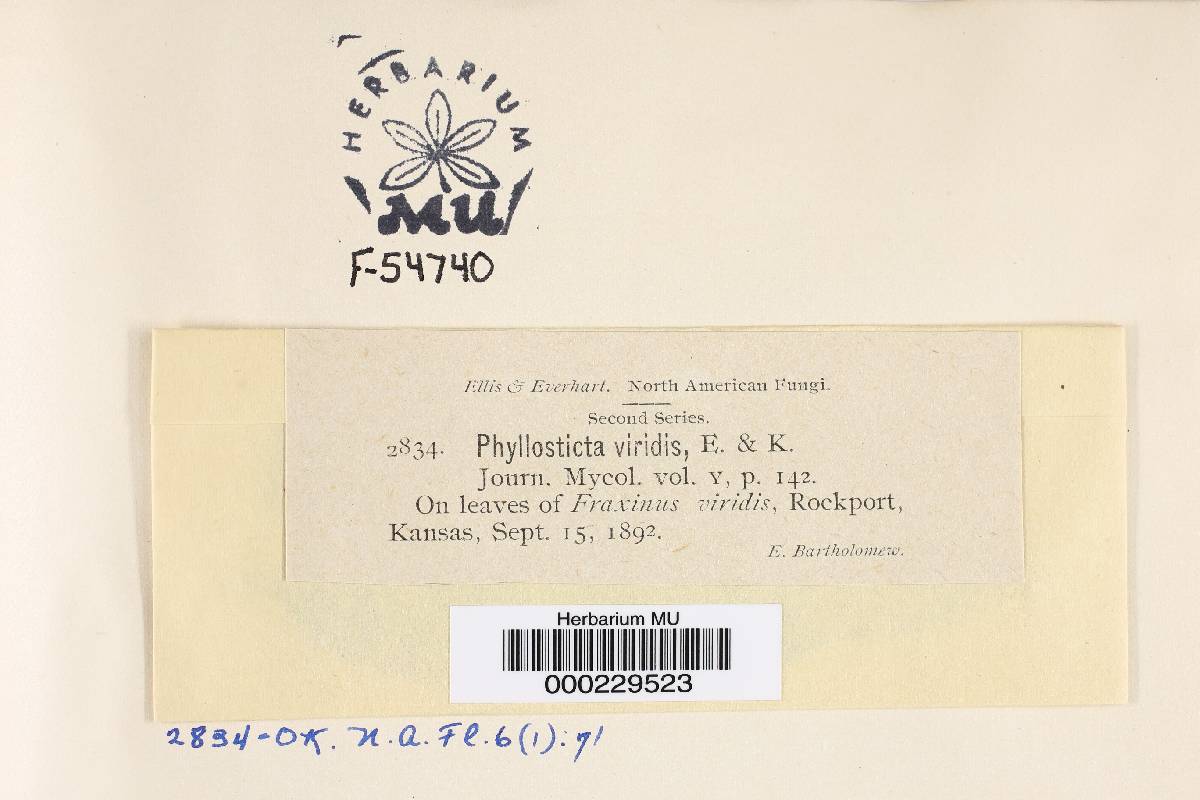 HERBARIUM
MU
F-54740
Ellis & Everhart. North American Fungi.
Second Series.
2834. Phyllosticta viridis, E. & K.
Journ. Mycol. vol. V, p. 142.
On leaves of Fraxinus viridis, Rockport,
Kansas, Sept. 15, 1892.
E. Bartholomew.
Herbarium MU
000229523
2834-OK. N.A.Fl. 6(1):71